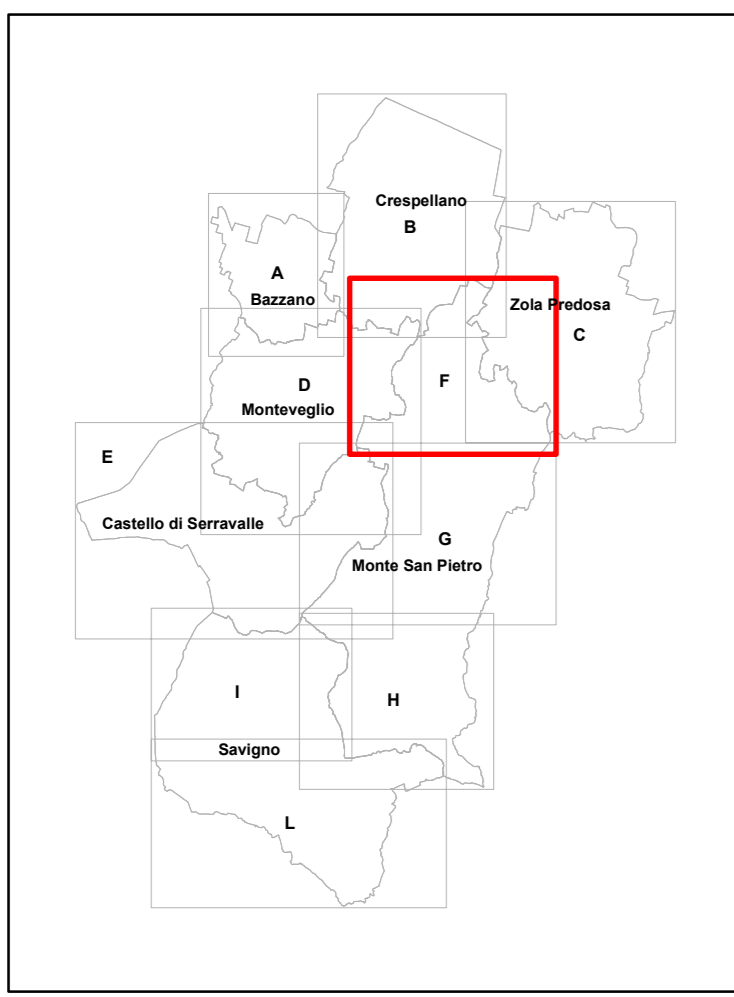 Crespellano
B
A
Bazzano
Zola Predosa
C
D
Monteveglio
F
E
Castello di Serravalle
G
Monte San Pietro
I
H
Savigno
L